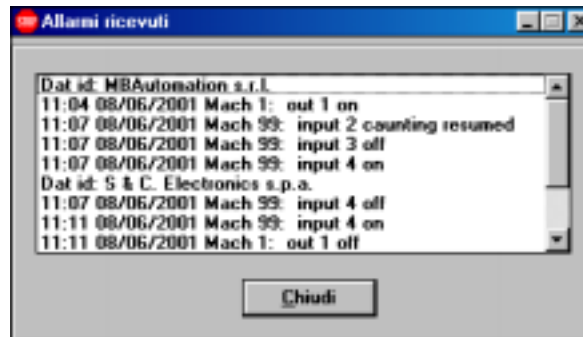 Allarmi ricevuti
Dat id: MBAutomation s.r.l.
11:04 08/06/2001 Mach 1: out 1 on
11:07 08/06/2001 Mach 99: input 2 caunting resumed
11:07 08/06/2001 Mach 99: input 3 off
11:07 08/06/2001 Mach 99: input 4 on
Dat id: S & C. Electronics s.p.a.
11:07 08/06/2001 Mach 99: input 4 off
11:11 08/06/2001 Mach 99: input 4 on
11:11 08/06/2001 Mach 1: out 1 off
Chiudi